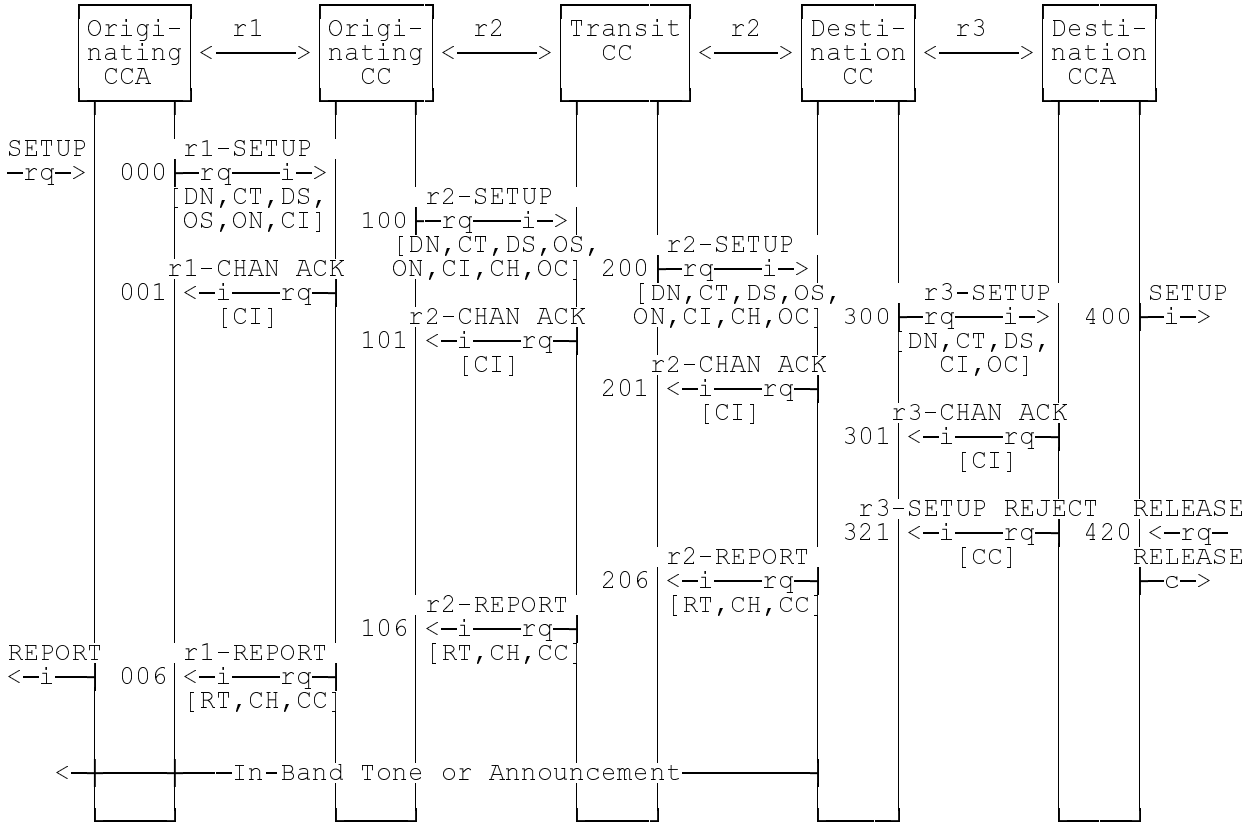 Origi-
nating
CCA
r1
Origi-
nating
CC
r2
Transit
CC
r2
Desti-
nation
CC
r3
Desti-
nation
CCA
SETUP
rq
000
r1-SETUP
rq i
[DN,CT,DS,
OS,ON,CI]
100
r2-SETUP
rq i
[DN,CT,DS,OS,
ON,CI,CH,OC]
200
r2-SETUP
rq i
[DN,CT,DS,OS,
ON,CI,CH,OC]
001
r1-CHAN ACK
i rq
[CI]
300
r3-SETUP
rq i
[DN,CT,DS,
CI,OC]
400
SETUP
i
101
r2-CHAN ACK
i rq
[CI]
201
r2-CHAN ACK
i rq
[CI]
301
r3-CHAN ACK
i rq
[CI]
321
r3-SETUP REJECT
i rq
[CC]
420
RELEASE
rq
RELEASE
c
206
r2-REPORT
i rq
[RT,CH,CC]
106
r2-REPORT
i rq
[RT,CH,CC]
REPORT
i
006
r1-REPORT
i rq
[RT,CH,CC]
In-Band Tone or Announcement